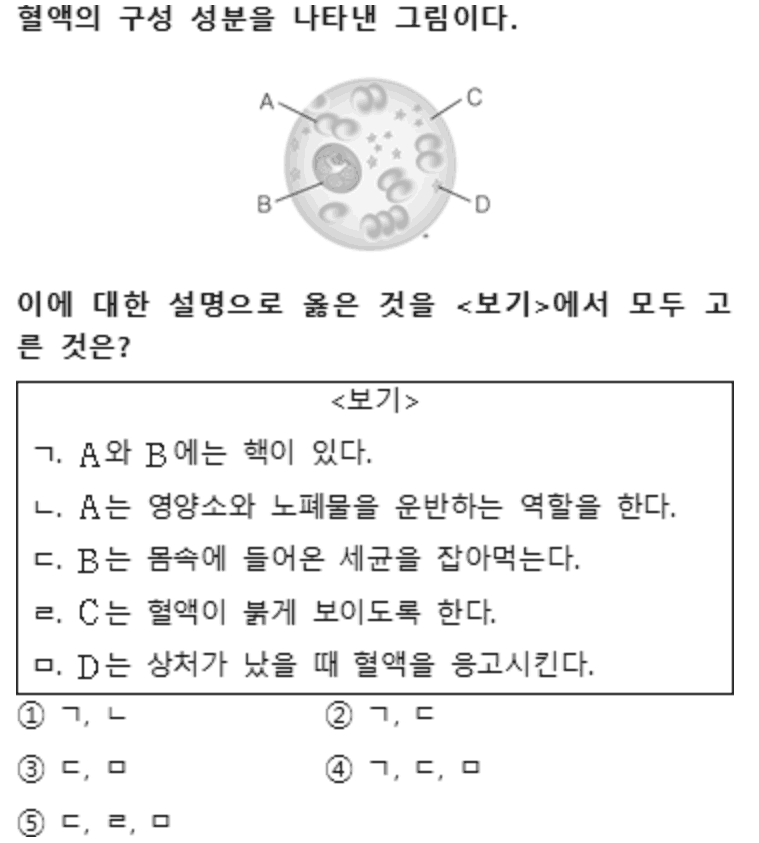 혈액의 구성 성분을 나타낸 그림이다.
A
C
B
D
이에 대한 설명으로 옳은 것을 <보기>에서 모두 고
른 것은?
<보기>
ㄱ. A와 B에는 핵이 있다.
ㄴ. A는 영양소와 노폐물을 운반하는 역할을 한다.
ㄷ. B는 몸속에 들어온 세균을 잡아먹는다.
ㄹ. C는 혈액이 붉게 보이도록 한다.
ㅁ. D는 상처가 났을 때 혈액을 응고시킨다.
① ㄱ, ㄴ ② ㄱ, ㄷ
③ ㄷ, ㅁ ④ ㄱ, ㄷ, ㅁ
⑤ ㄷ, ㄹ, ㅁ